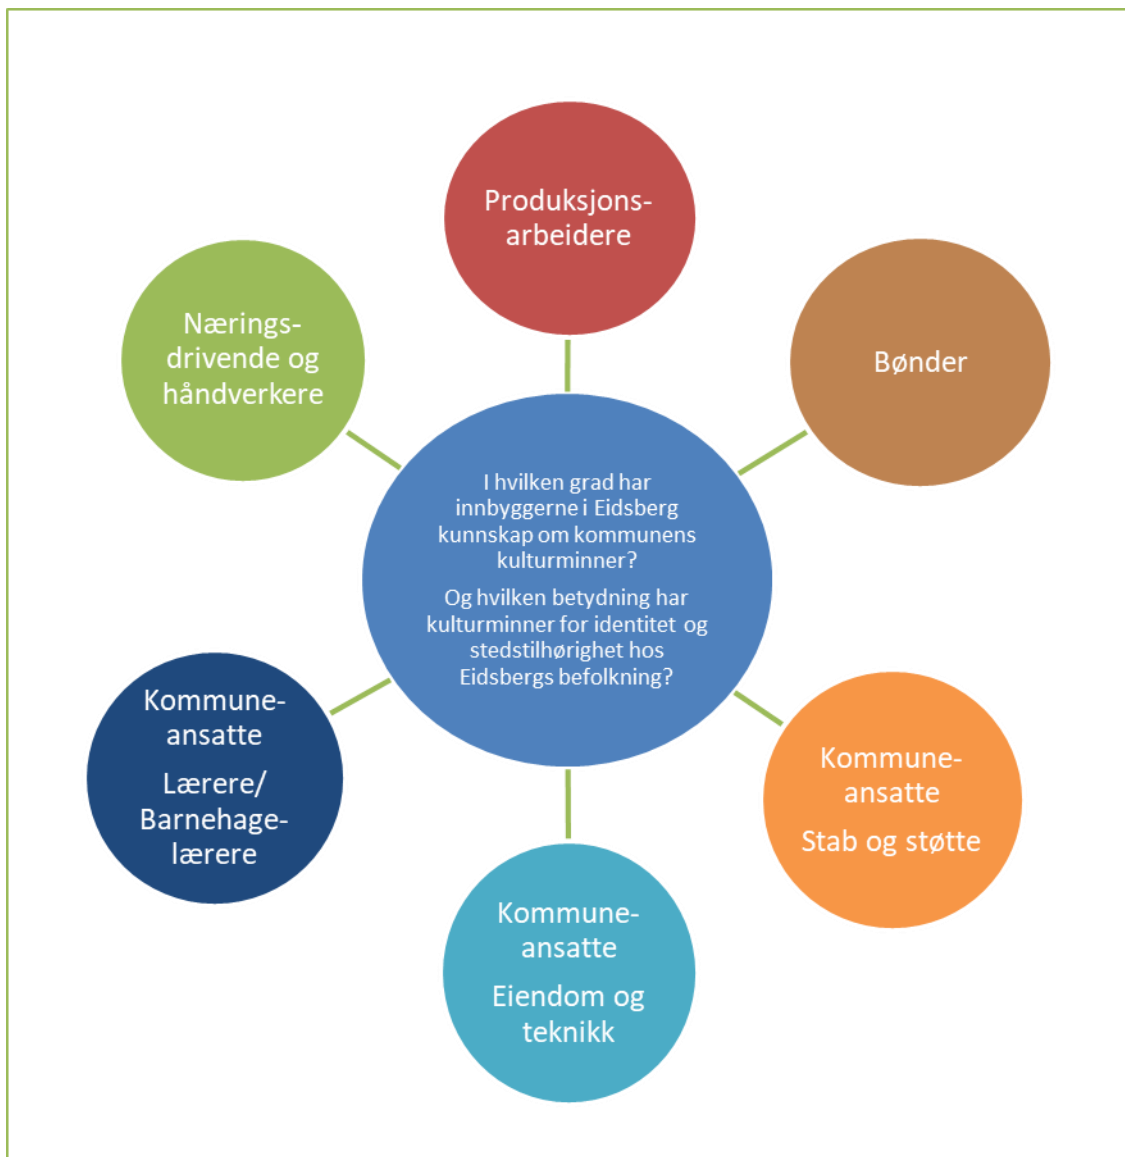 Produksjons-
arbeidere
Nærings-
drivende og
håndverkere
Bønder
I hvilken grad har
innbyggerne i Eidsberg
kunnskap om kommunens
kulturminner?
Og hvilken betydning har
kulturminner for identitet og
stedstilhørighet hos
Eidsbergs befolkning?
Kommune-
ansatte
Lærere/
Barnehage-
lærere
Kommune-
ansatte
Stab og støtte
Kommune-
ansatte
Eiendom og
teknikk